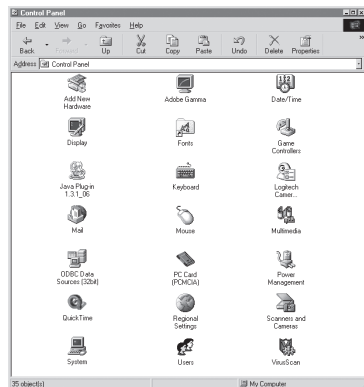 Control Panel
File Edit View Go Favorites Help
Back Forward Up Cut Copy Paste Undo Delete Properties »
Address Control Panel
Add New Hardware
Adobe Gamma
Date/Time
Display
Fonts
Game Controllers
Java Plug-in 1.3.1_06
Keyboard
Logitech Camer...
Mail
Mouse
Multimedia
ODBC Data Sources (32bit)
PC Card (PCMCIA)
Power Management
QuickTime
Regional Settings
Scanners and Cameras
System
Users
VirusScan
35 object(s) My Computer